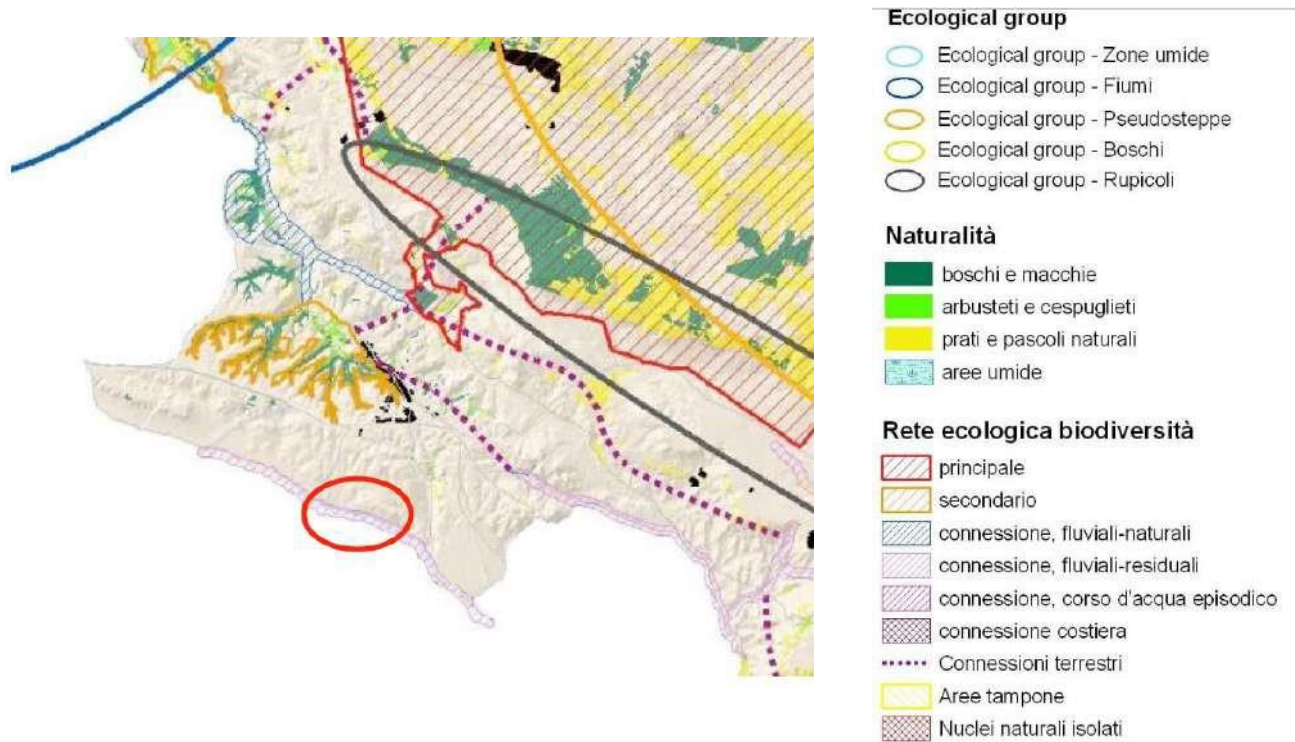 Ecological group
Ecological group - Zone umide
Ecological group - Fiumi
Ecological group - Pseudosteppe
Ecological group - Boschi
Ecological group - Rupicoli
Naturalità
boschi e macchie
arbusteti e cespuglieti
prati e pascoli naturali
aree umide
Rete ecologica biodiversità
principale
secondario
connessione, fluviali-naturali
connessione, fluviali-residuali
connessione, corso d'acqua episodico
connessione costiera
Connessioni terrestri
Aree tampone
Nuclei naturali isolati